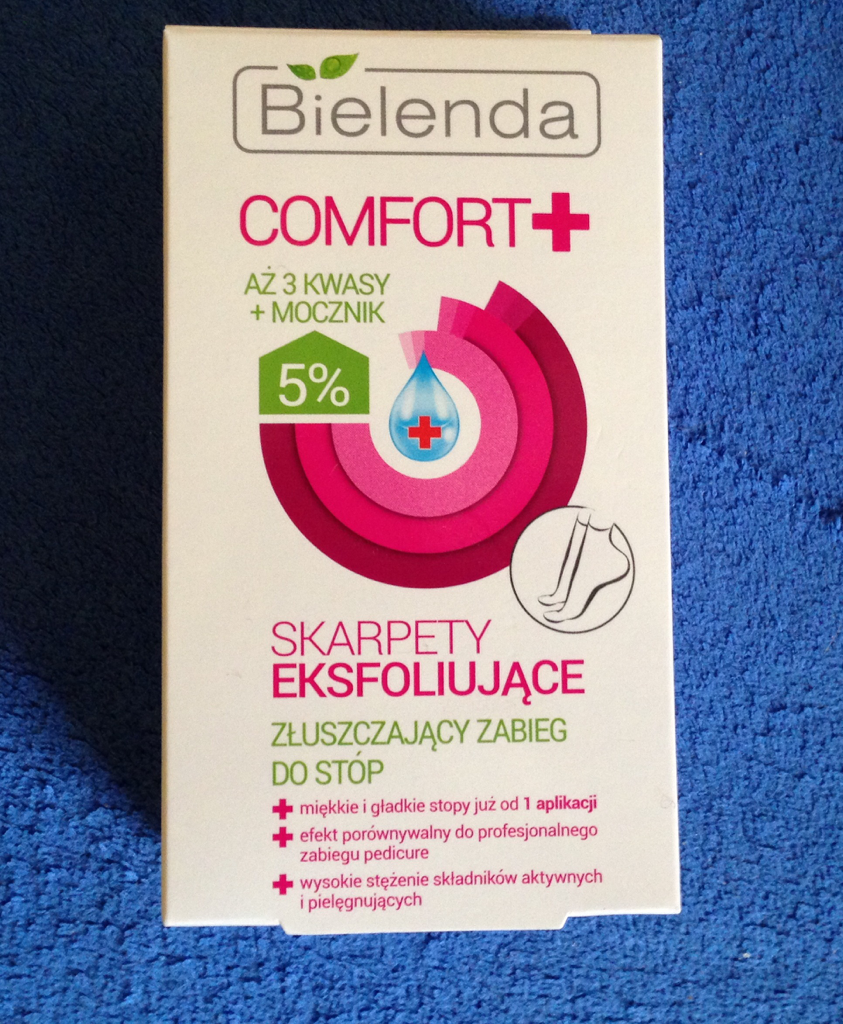 Bielenda
COMFORT+
AŻ 3 KWASY
+ MOCZNIK
5%
SKARPETY
EKSFOLIUJĄCE
ZŁUSZCZAJĄCY ZABIEG
DO STÓP
+ miękkie i gładkie stopy już od 1 aplikacji
+ efekt porównywalny do profesjonalnego
zabiegu pedicure
+ wysokie stężenie składników aktywnych
i pielęgnujących